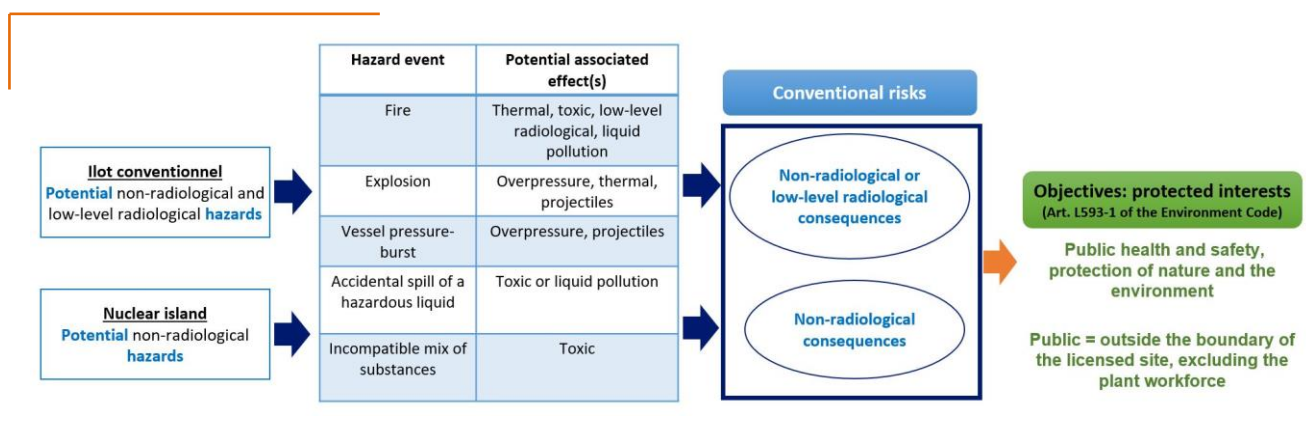 Ilot conventionnel
Potential non-radiological and
low-level radiological hazards
Nuclear island
Potential non-radiological
hazards
Hazard event
Potential associated
effect(s)
Fire
Thermal, toxic, low-level
radiological, liquid
pollution
Explosion
Overpressure, thermal,
projectiles
Vessel pressure-
burst
Overpressure, projectiles
Accidental spill of a
hazardous liquid
Toxic or liquid pollution
Incompatible mix of
substances
Toxic
Conventional risks
Non-radiological or
low-level radiological
consequences
Non-radiological
consequences
Objectives: protected interests
(Art. L593-1 of the Environment Code)
Public health and safety,
protection of nature and the
environment
Public = outside the boundary of
the licensed site, excluding the
plant workforce